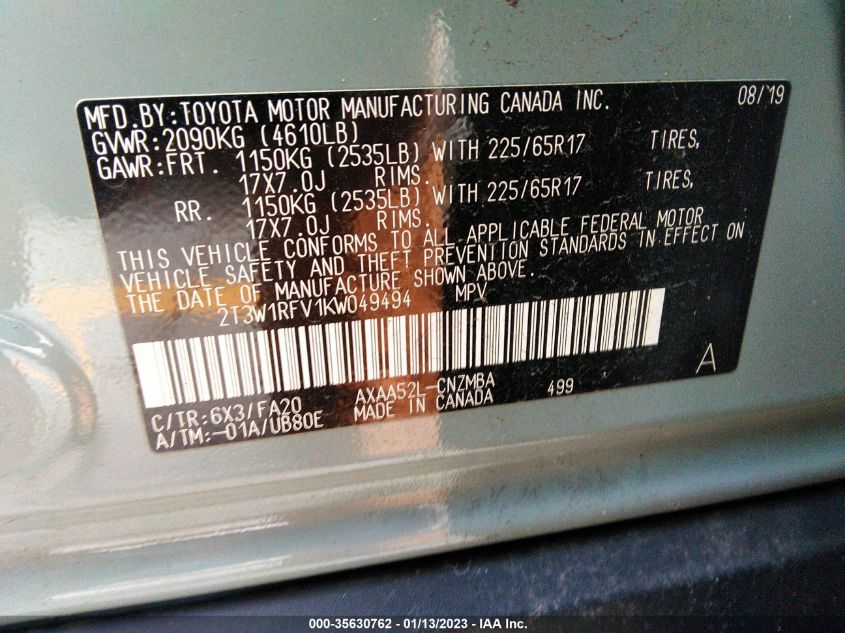 MFD.BY:TOYOTA MOTOR MANUFACTURING CANADA INC. 08/19
GVWR:2090KG (4610LB)
GAWR:FRT. 1150KG (2535LB) WITH 225/65R17 TIRES,
17X7.0J RIMS.
RR. 1150KG (2535LB) WITH 225/65R17 TIRES,
17X7.0J RIMS.
THIS VEHICLE CONFORMS TO ALL APPLICABLE FEDERAL MOTOR
VEHICLE SAFETY AND THEFT PREVENTION STANDARDS IN EFFECT ON
THE DATE OF MANUFACTURE SHOWN ABOVE.
2T3W1RFV1KW049494 MPV
A
C/TR:6X3/FA20 AXAA52L-CNZMBA 499
A/TM:-01A/UB80E MADE IN CANADA
000-35630762 - 01/13/2023 - IAA Inc.